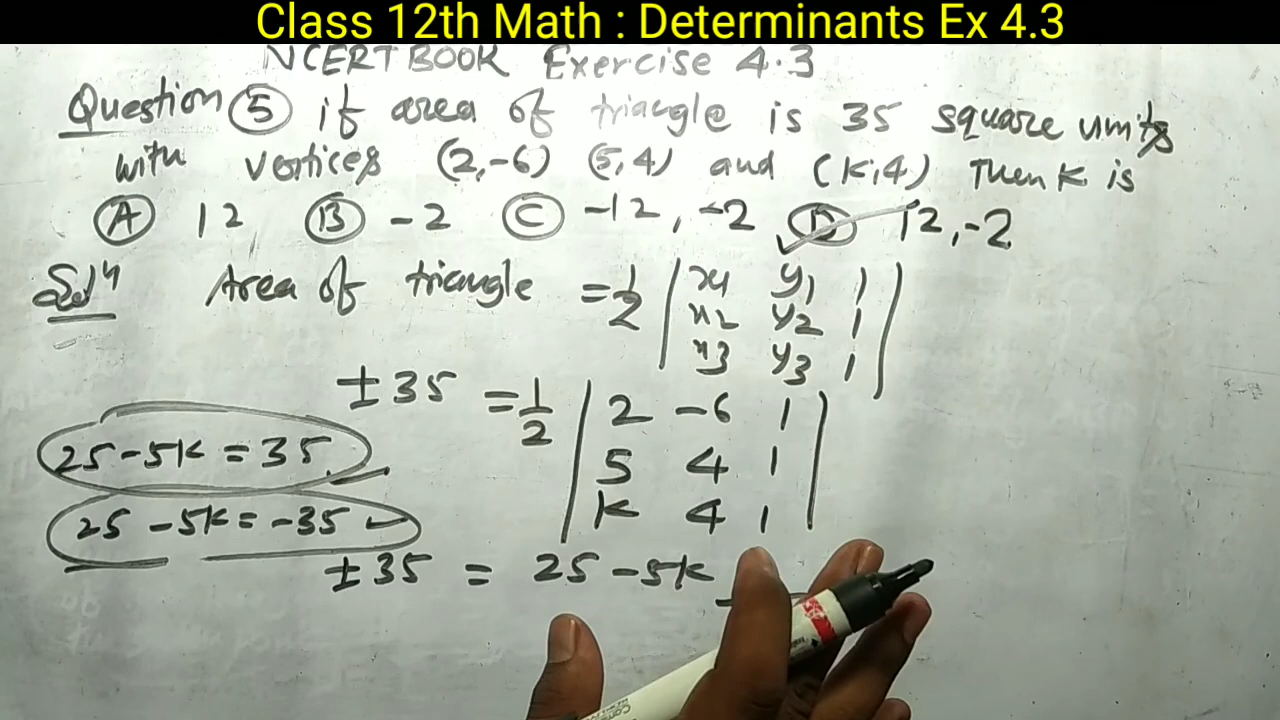 Class 12th Math : Determinants Ex 4.3
NCERT BOOK Exercise 4.3
Question 5 if area of triangle is 35 square units
with vertices (2,-6) (5,4) and (k,4) Then k is
A 12 B -2 C -12, -2 D 12,-2
Solⁿ Area of triangle = 1/2 | x1 y1 1 |
| x2 y2 1 |
| x3 y3 1 |
±35 = 1/2 | 2 -6 1 |
| 5 4 1 |
| k 4 1 |
25-5k = 35
25 -5k = -35
±35 = 25 -5k